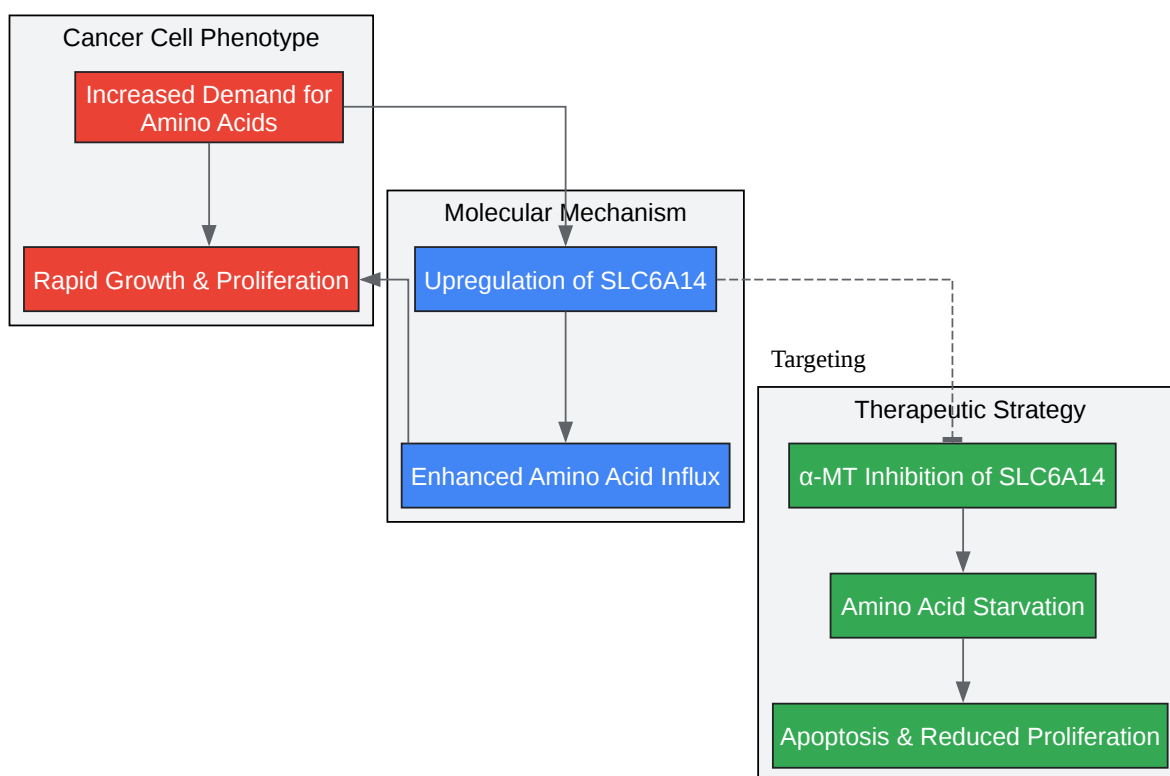 Cancer Cell Phenotype
Increased Demand for
Amino Acids
Rapid Growth & Proliferation
Molecular Mechanism
Upregulation of SLC6A14
Enhanced Amino Acid Influx
Targeting
Therapeutic Strategy
α-MT Inhibition of SLC6A14
Amino Acid Starvation
Apoptosis & Reduced Proliferation